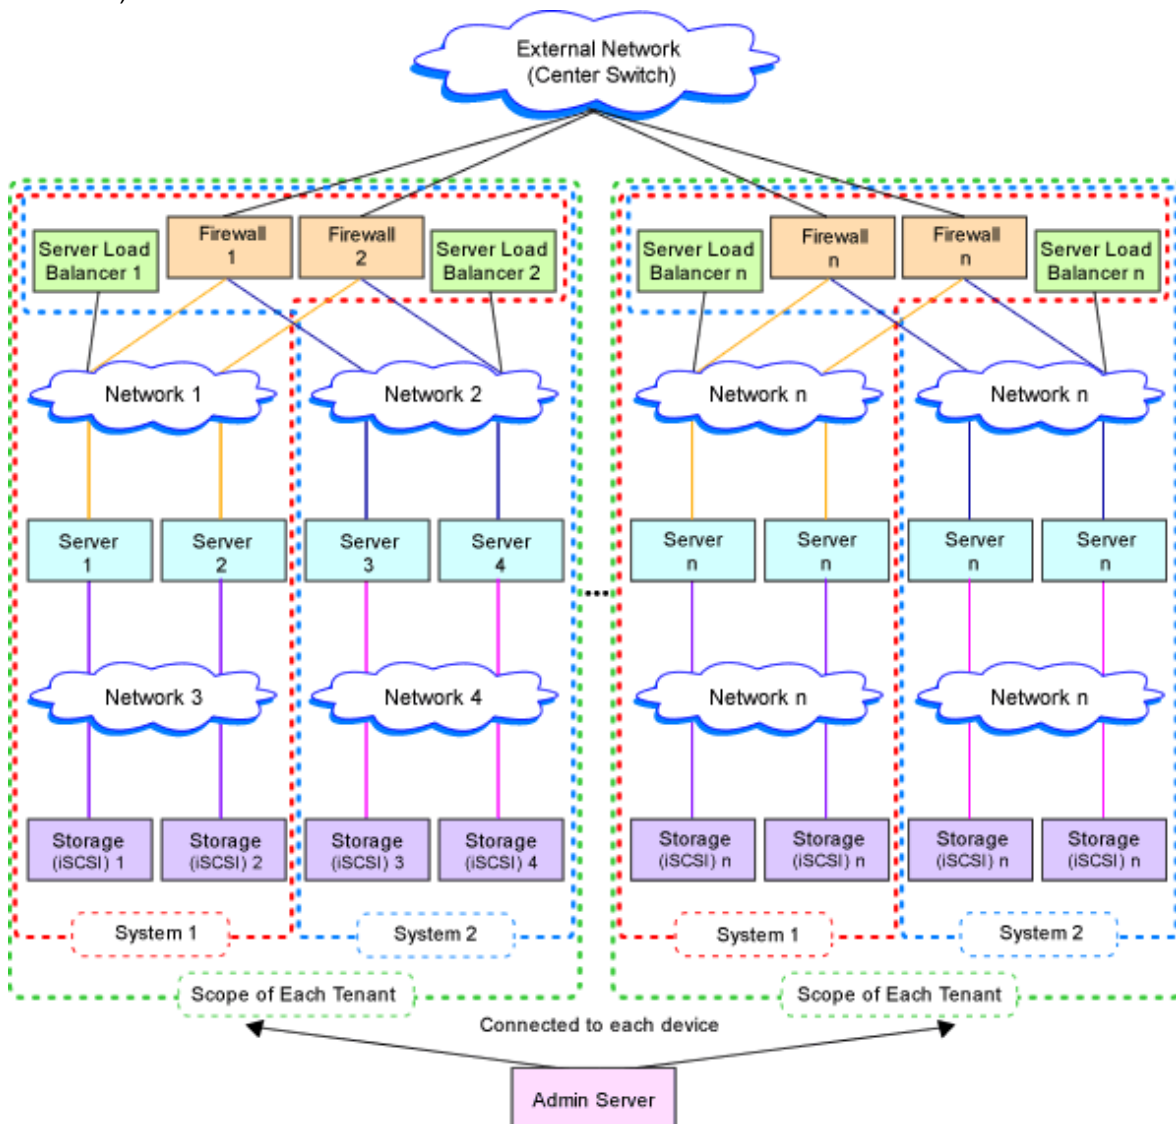 External Network
(Center Switch)
Server Load
Balancer 1
Firewall
1
Firewall
2
Server Load
Balancer 2
Server Load
Balancer n
Firewall
n
Firewall
n
Server Load
Balancer n
Network 1
Network 2
Network n
Network n
Server
1
Server
2
Server
3
Server
4
...
Server
n
Server
n
Server
n
Server
n
Network 3
Network 4
Network n
Network n
Storage
(iSCSI) 1
Storage
(iSCSI) 2
Storage
(iSCSI) 3
Storage
(iSCSI) 4
Storage
(iSCSI) n
Storage
(iSCSI) n
Storage
(iSCSI) n
Storage
(iSCSI) n
System 1
System 2
System 1
System 2
Scope of Each Tenant
Scope of Each Tenant
Connected to each device
Admin Server